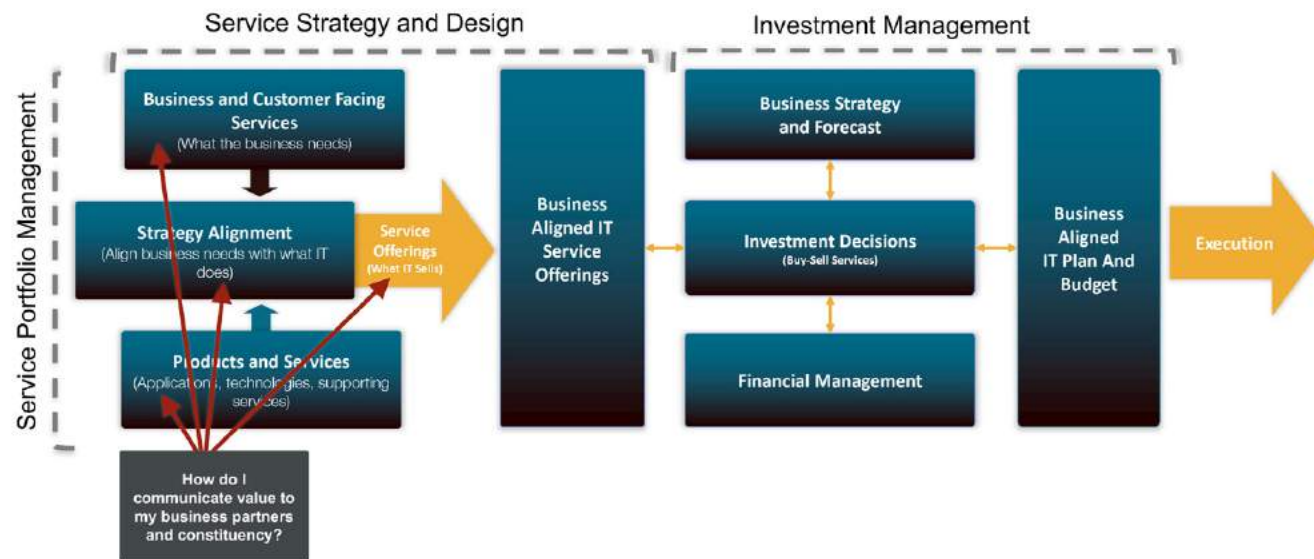 Service Strategy and Design
Investment Management
Service Portfolio Management
Business and Customer Facing
Services
(What the business needs)
Strategy Alignment
(Align business needs with what IT
does)
Products and Services
(Applications, technologies, supporting
services)
How do I
communicate value to
my business partners
and constituency?
Service
Offerings
(What IT Sells)
Business
Aligned IT
Service
Offerings
Business Strategy
and Forecast
Investment Decisions
(Buy-Sell Services)
Financial Management
Business
Aligned
IT Plan And
Budget
Execution